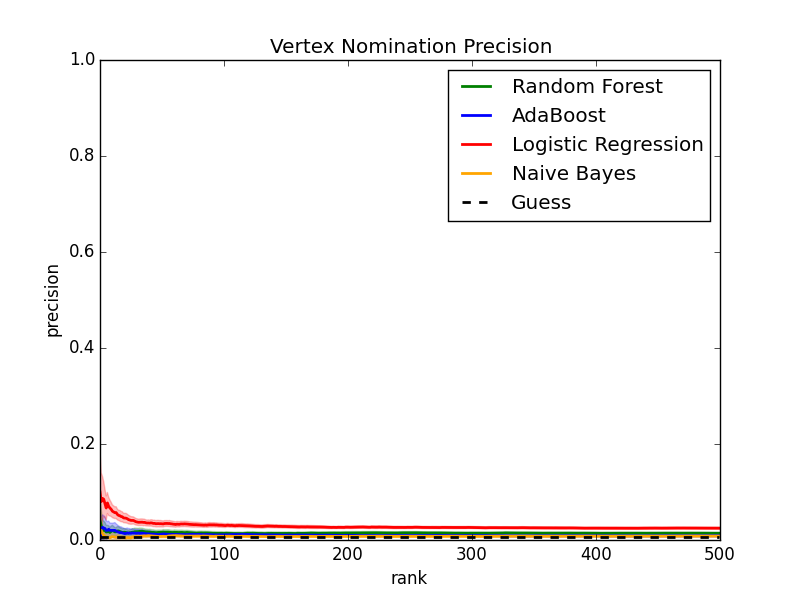 Vertex Nomination Precision
1.0
0.8
0.6
0.4
0.2
0.0
precision
Random Forest
AdaBoost
Logistic Regression
Naive Bayes
Guess
0 100 200 300 400 500
rank